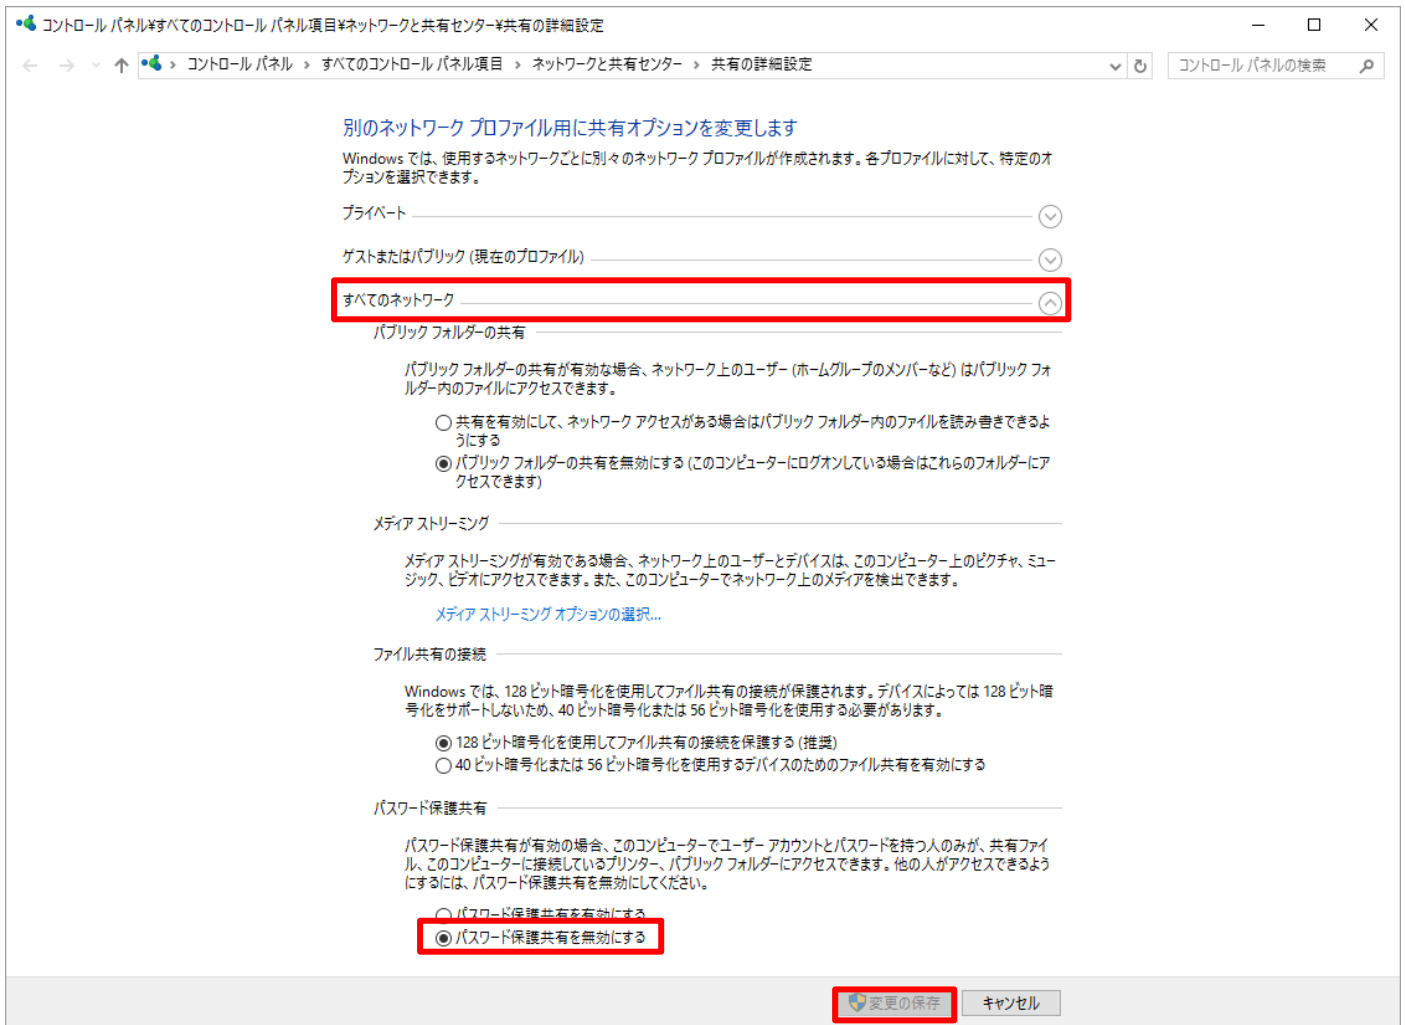 コントロール パネル¥すべてのコントロール パネル項目¥ネットワークと共有センター¥共有の詳細設定
コントロール パネル › すべてのコントロール パネル項目 › ネットワークと共有センター › 共有の詳細設定
コントロール パネルの検索
別のネットワーク プロファイル用に共有オプションを変更します
Windows では、使用するネットワークごとに別々のネットワーク プロファイルが作成されます。各プロファイルに対して、特定のオ
プションを選択できます。
プライベート
ゲストまたはパブリック (現在のプロファイル)
すべてのネットワーク
パブリック フォルダーの共有
パブリック フォルダーの共有が有効な場合、ネットワーク上のユーザー (ホームグループのメンバーなど) はパブリック フォ
ルダー内のファイルにアクセスできます。
共有を有効にして、ネットワーク アクセスがある場合はパブリック フォルダー内のファイルを読み書きできるよ
うにする
パブリック フォルダーの共有を無効にする (このコンピューターにログオンしている場合はこれらのフォルダーにア
クセスできます)
メディア ストリーミング
メディア ストリーミングが有効である場合、ネットワーク上のユーザーとデバイスは、このコンピューター上のピクチャ、ミュー
ジック、ビデオにアクセスできます。また、このコンピューターでネットワーク上のメディアを検出できます。
メディア ストリーミング オプションの選択...
ファイル共有の接続
Windows では、128 ビット暗号化を使用してファイル共有の接続が保護されます。デバイスによっては 128 ビット暗
号化をサポートしないため、40 ビット暗号化または 56 ビット暗号化を使用する必要があります。
128 ビット暗号化を使用してファイル共有の接続を保護する (推奨)
40 ビット暗号化または 56 ビット暗号化を使用するデバイスのためのファイル共有を有効にする
パスワード保護共有
パスワード保護共有が有効の場合、このコンピューターでユーザー アカウントとパスワードを持つ人のみが、共有ファイ
ル、このコンピューターに接続しているプリンター、パブリック フォルダーにアクセスできます。他の人がアクセスできるよう
にするには、パスワード保護共有を無効にしてください。
パスワード保護共有を有効にする
パスワード保護共有を無効にする
変更の保存
キャンセル